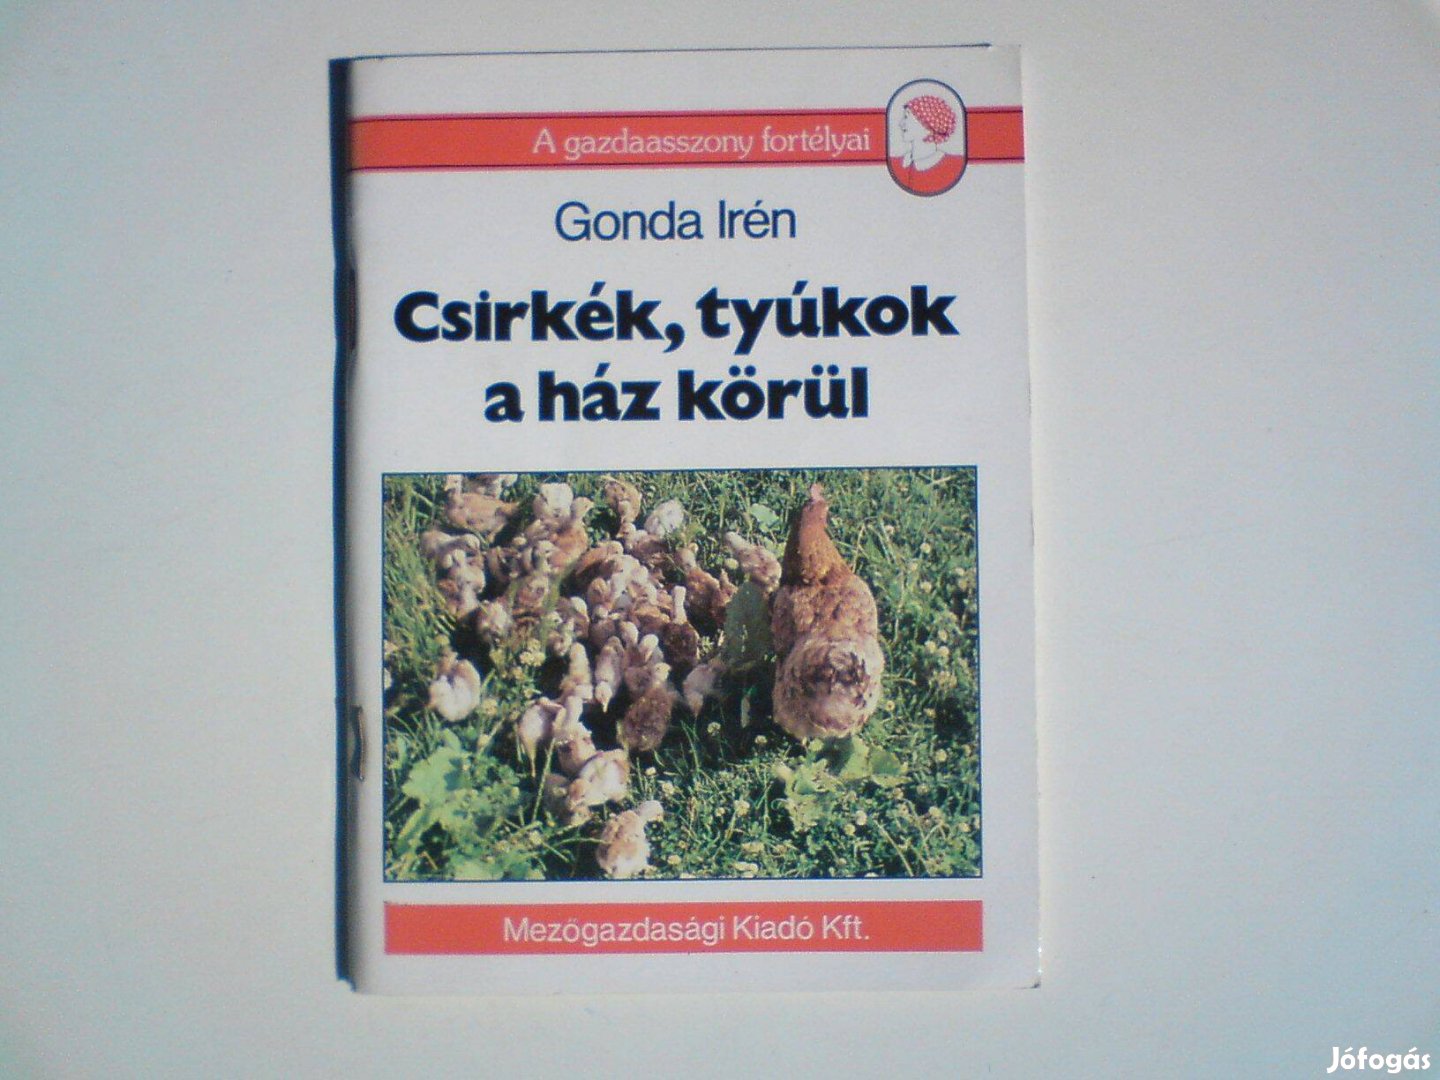 A gazdaasszony fortélyai
Gonda Irén
Csirkék, tyúkok
a ház körül
Mezőgazdasági Kiadó Kft.
Jófogás